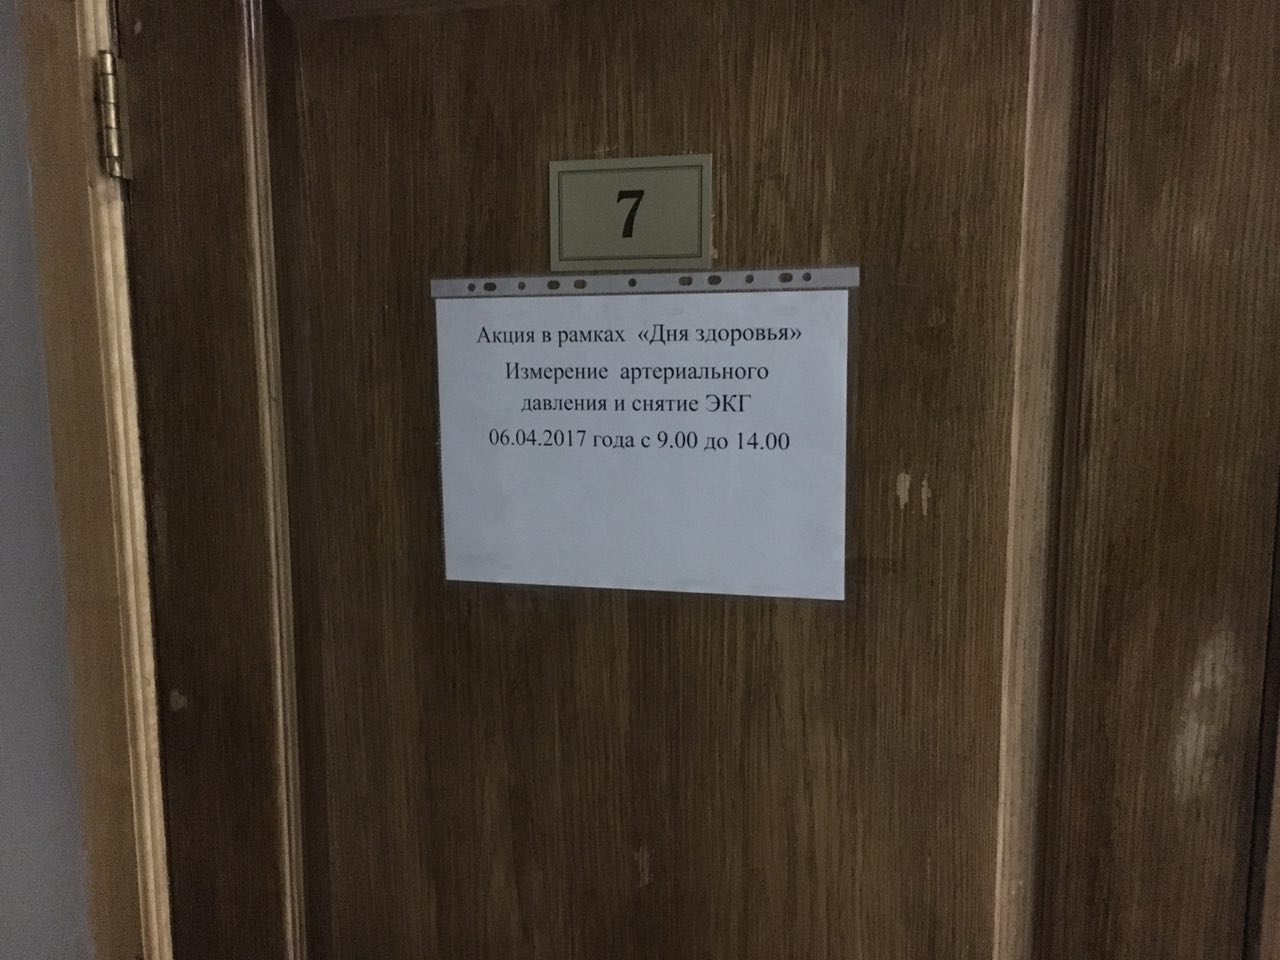 7
Акция в рамках «Дня здоровья»
Измерение артериального
давления и снятие ЭКГ
06.04.2017 года с 9.00 до 14.00